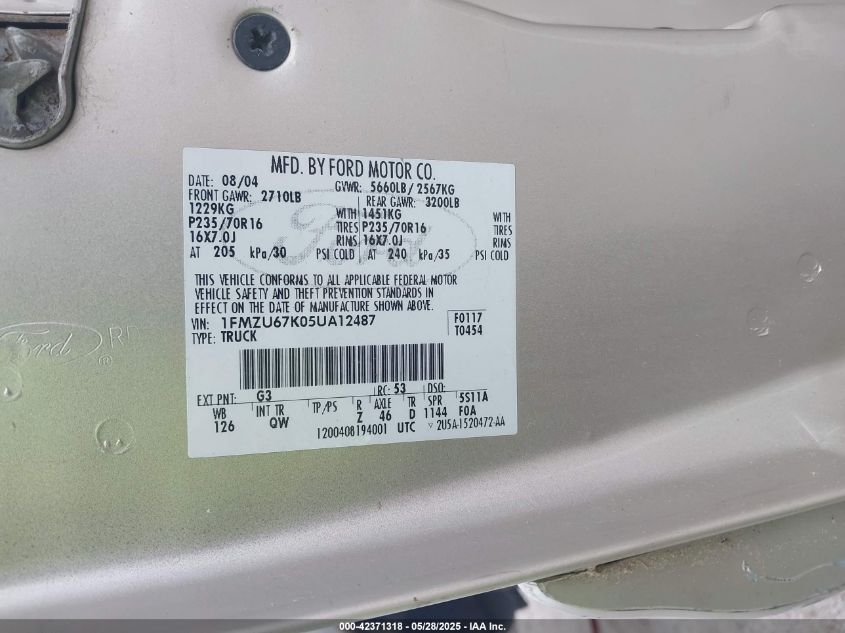 MFD. BY FORD MOTOR CO.
DATE: 08/04 GVWR: 5660LB/ 2567KG
FRONT GAWR: 2710LB REAR GAWR: 3200LB
1229KG WITH 1451KG WITH
P235/70R16 TIRES P235/70R16 TIRES
16X7.0J RIMS 16X7.0J RIMS
AT 205 kPa/30 PSI COLD AT 240 kPa/35 PSI COLD
Ford
THIS VEHICLE CONFORMS TO ALL APPLICABLE FEDERAL MOTOR
VEHICLE SAFETY AND THEFT PREVENTION STANDARDS IN
EFFECT ON THE DATE OF MANUFACTURE SHOWN ABOVE.
VIN: 1FMZU67K05UA12487 F0117
TYPE: TRUCK T0454
EXT PNT: G3 RC: 53 DSO:
WB INT TR TP/PS R AXLE TR SPR 5S11A
126 QW Z 46 D 1144 F0A
1200408194001 UTC 2U5A-1520472-AA
Ford ®
000-42371318 - 05/28/2025 - IAA Inc.